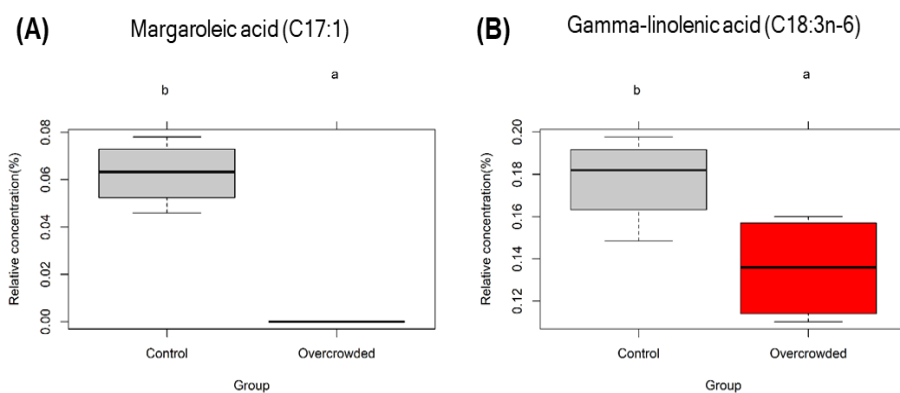 (A)
Margaroleic acid (C17:1)
b
a
0.08
0.06
0.04
0.02
0.00
Relative concentration(%)
Control
Overcrowded
Group
(B)
Gamma-linolenic acid (C18:3n-6)
b
a
0.20
0.18
0.16
0.14
0.12
Relative concentration(%)
Control
Overcrowded
Group